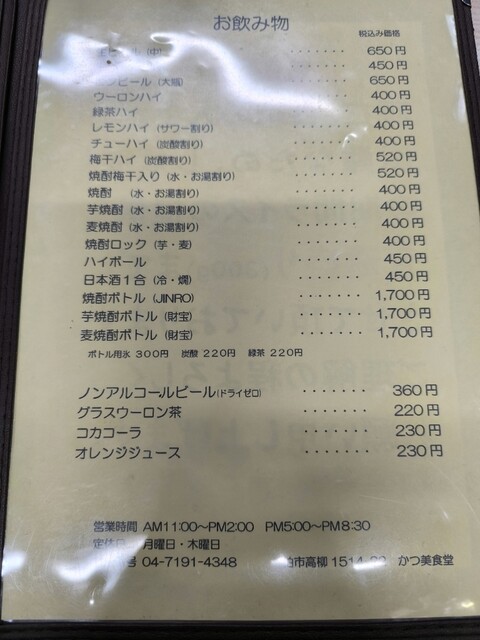 お飲み物
税込み価格
(中) ······· 650円
······· 450円
ビール (大瓶) ······· 650円
ウーロンハイ ······· 400円
緑茶ハイ ······· 400円
レモンハイ (サワー割り) ······· 400円
チューハイ (炭酸割り) ······· 400円
梅干ハイ (炭酸割り) ······· 520円
焼酎梅干入り (水・お湯割り) ······· 520円
焼酎 (水・お湯割り) ······· 400円
芋焼酎 (水・お湯割り) ······· 400円
麦焼酎 (水・お湯割り) ······· 400円
焼酎ロック (芋・麦) ······· 400円
ハイボール ······· 450円
日本酒1合 (冷・燗) ······· 450円
焼酎ボトル (JINRO) ······· 1,700円
芋焼酎ボトル (財宝) ······· 1,700円
麦焼酎ボトル (財宝) ······· 1,700円
ボトル用氷 300円 炭酸 220円 緑茶 220円
ノンアルコールビール(ドライゼロ) ······· 360円
グラスウーロン茶 ······· 220円
コカコーラ ······· 230円
オレンジジュース ······· 230円
営業時間 AM11:00~PM2:00 PM5:00~PM8:30
定休日 月曜日・木曜日
号 04-7191-4348 柏市高柳1514 かつ美食堂